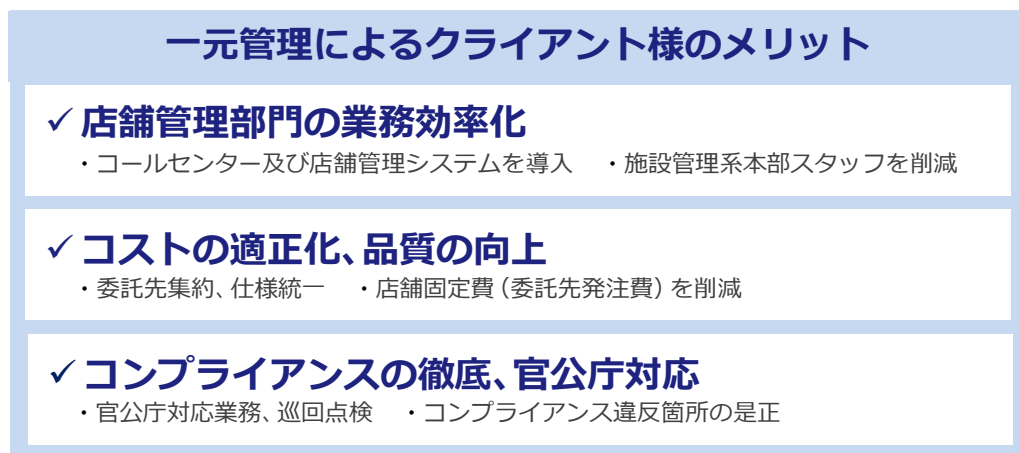 一元管理によるクライアント様のメリット
✓店舗管理部門の業務効率化
・コールセンター及び店舗管理システムを導入　・施設管理系本部スタッフを削減
✓コストの適正化、品質の向上
・委託先集約、仕様統一　・店舗固定費（委託先発注費）を削減
✓コンプライアンスの徹底、官公庁対応
・官公庁対応業務、巡回点検　・コンプライアンス違反箇所の是正